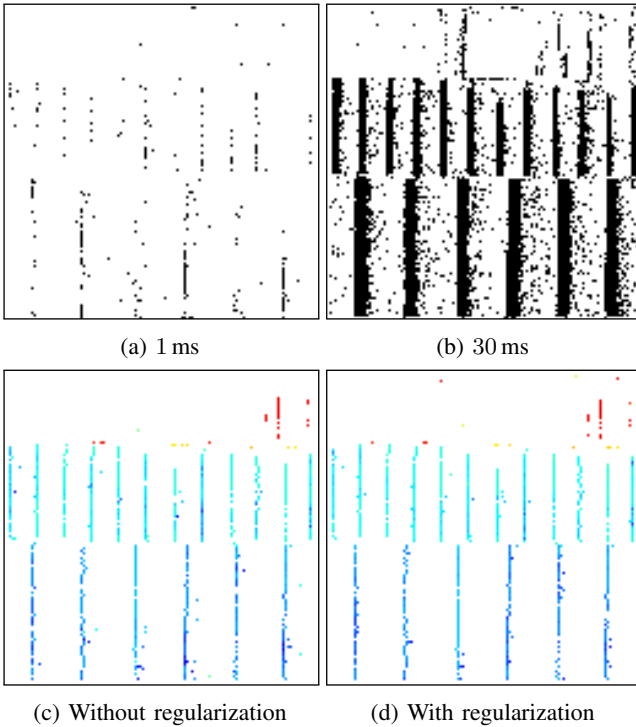 (a) 1 ms
(b) 30 ms
(c) Without regularization
(d) With regularization